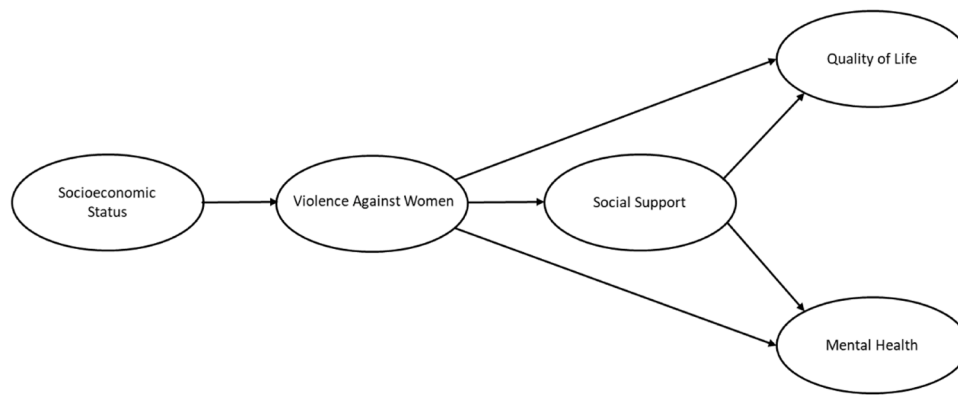 Quality of Life
Socioeconomic
Status
Violence Against Women
Social Support
Mental Health